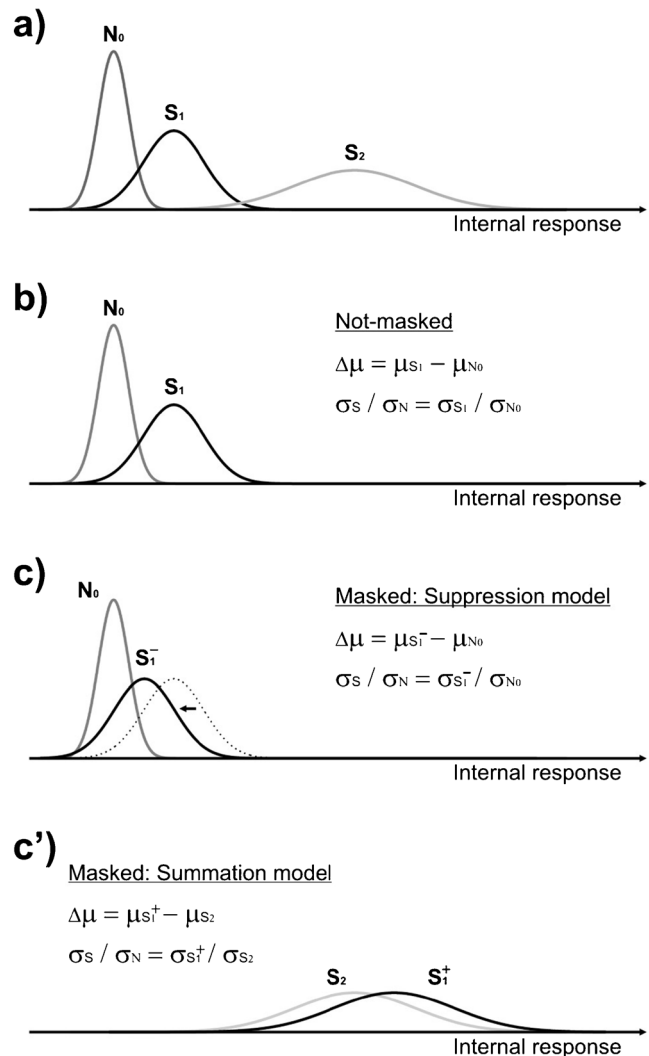 a)
N₀
S₁
S₂
Internal response
b)
N₀
S₁
Not-masked
Δμ = μS₁ − μN₀
σS / σN = σS₁ / σN₀
Internal response
c)
N₀
S₁⁻
Masked: Suppression model
Δμ = μS₁⁻ − μN₀
σS / σN = σS₁⁻ / σN₀
Internal response
c')
Masked: Summation model
Δμ = μS₁⁺ − μS₂
σS / σN = σS₁⁺ / σS₂
S₂
S₁⁺
Internal response